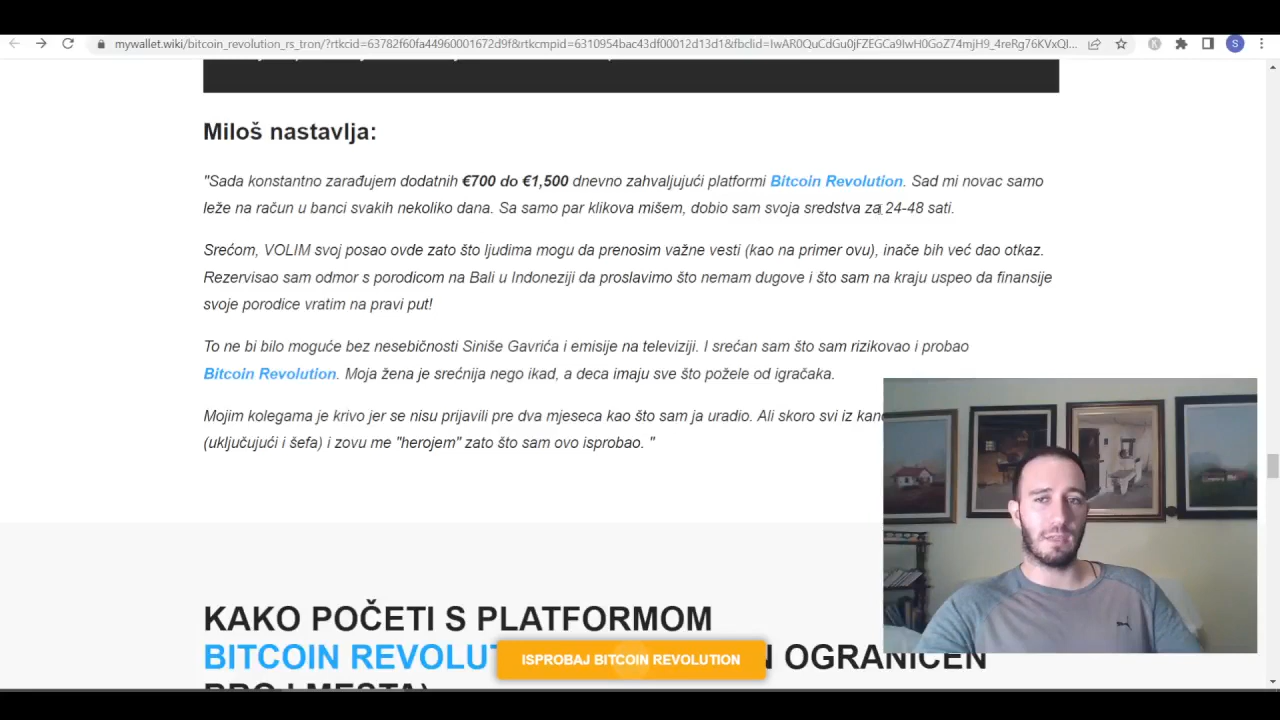 mywallet.wiki/bitcoin_revolution_rs_tron/?rtkcid=63782f60fa44960001672d9f&rtkcmpid=6310954bac43df00012d13d1&fbclid=IwAR0QuCdGu0jFZEGCa9IwH0GoZ74mjH9_4reRg76KVxQI...
S
Miloš nastavlja:
"Sada konstantno zarađujem dodatnih €700 do €1,500 dnevno zahvaljujući platformi Bitcoin Revolution. Sad mi novac samo
leže na račun u banci svakih nekoliko dana. Sa samo par klikova mišem, dobio sam svoja sredstva za 24-48 sati.
Srećom, VOLIM svoj posao ovde zato što ljudima mogu da prenosim važne vesti (kao na primer ovu), inače bih već dao otkaz.
Rezervisao sam odmor s porodicom na Bali u Indoneziji da proslavimo što nemam dugove i što sam na kraju uspeo da finansije
svoje porodice vratim na pravi put!
To ne bi bilo moguće bez nesebičnosti Siniše Gavrića i emisije na televiziji. I srećan sam što sam rizikovao i probao
Bitcoin Revolution. Moja žena je srećnija nego ikad, a deca imaju sve što požele od igračaka.
Mojim kolegama je krivo jer se nisu prijavili pre dva mjeseca kao što sam ja uradio. Ali skoro svi iz
(uključujući i šefa) i zovu me "herojem" zato što sam ovo isprobao. "
KAKO POČETI S PLATFORMOM
BITCOIN OGRANIČEN
ISPROBAJ BITCOIN REVOLUTION